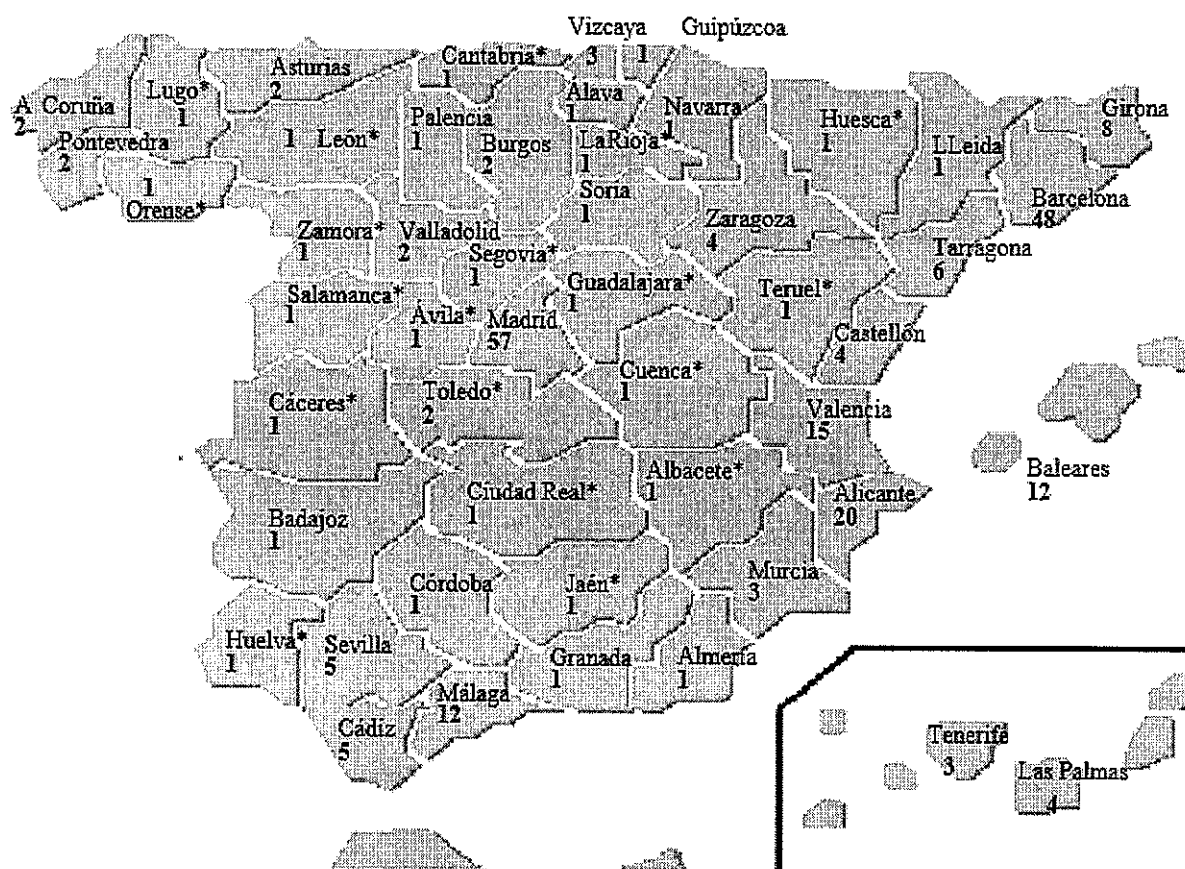 Vizcaya
3
Guipúzcoa
1
Cantabria*
1
Asturias
2
Lugo*
1
A Coruña
2
Pontevedra
2
1
Orense*
1 León*
Palencia
1
Burgos
2
Alava
1
La Rioja
1
Navarra
1
Huesca*
1
LLeida
1
Girona
8
Barcelona
48
Tarragona
6
Zaragoza
4
Soria
1
Zamora*
1
Valladolid
2
Segovia*
1
Guadalajara*
1
Teruel*
1
Castellón
4
Salamanca*
1
Ávila*
1
Madrid
57
Cuenca*
1
Toledo*
2
Cáceres*
1
Valencia
15
Baleares
12
Albacete*
1
Alicante
20
Ciudad Real*
1
Badajoz
1
Murcia
3
Córdoba
1
Jaén*
1
Huelva*
1
Sevilla
5
Granada
1
Almería
1
Málaga
12
Cádiz
5
Tenerife
3
Las Palmas
4